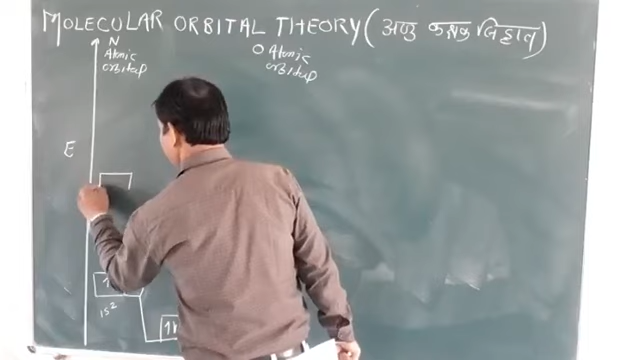 MOLECULAR ORBITAL THEORY (अणु कक्षक सिद्धांत)
N
Atomic
orbital
O Atomic
orbital
E
1s²